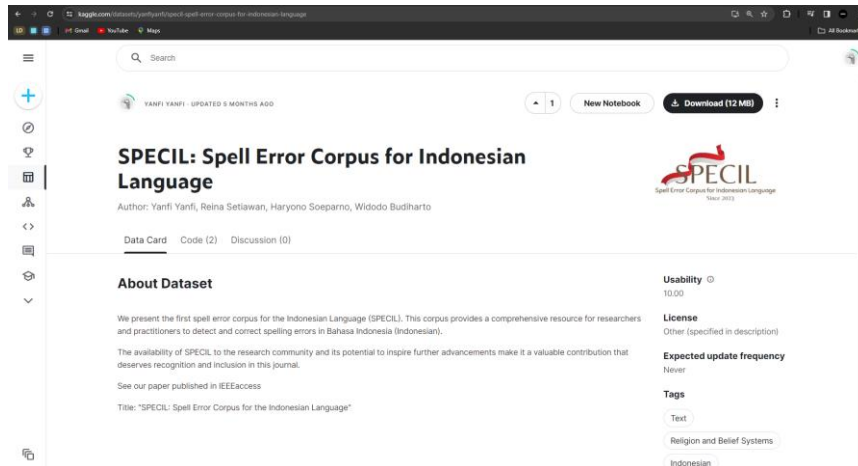 kaggle.com/datasets/yanfiyanfi/specil-spell-error-corpus-for-indonesian-language
Gmail
YouTube
Maps
All Bookmar
Search
YANFI YANFI · UPDATED 5 MONTHS AGO
1
New Notebook
Download (12 MB)
SPECIL: Spell Error Corpus for Indonesian
Language
SPECIL
Spell Error Corpus for Indonesian Language
Since 2023
Author: Yanfi Yanfi, Reina Setiawan, Haryono Soeparno, Widodo Budiharto
Data Card
Code (2)
Discussion (0)
About Dataset
We present the first spell error corpus for the Indonesian Language (SPECIL). This corpus provides a comprehensive resource for researchers
and practitioners to detect and correct spelling errors in Bahasa Indonesia (Indonesian).
The availability of SPECIL to the research community and its potential to inspire further advancements make it a valuable contribution that
deserves recognition and inclusion in this journal.
See our paper published in IEEEaccess
Title: "SPECIL: Spell Error Corpus for the Indonesian Language"
Usability
10.00
License
Other (specified in description)
Expected update frequency
Never
Tags
Text
Religion and Belief Systems
Indonesian